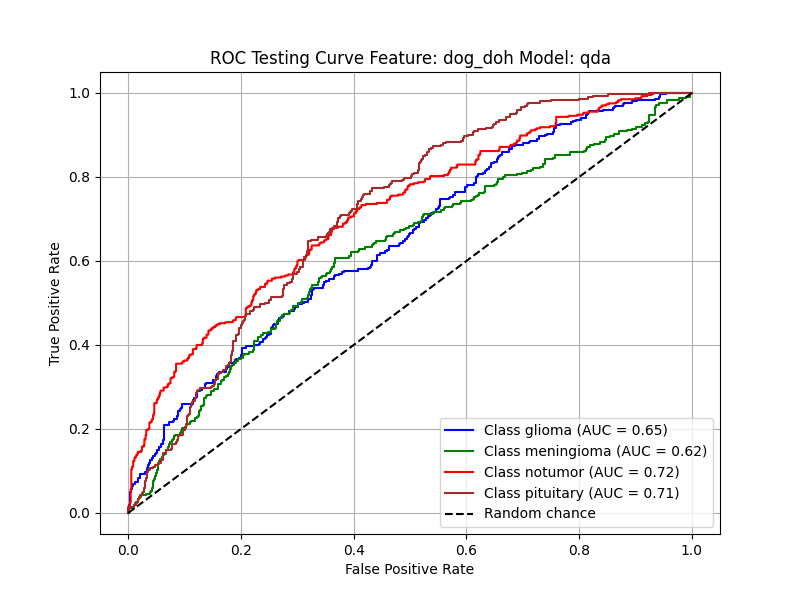 ROC Testing Curve Feature: dog_doh Model: qda
True Positive Rate
1.0
0.8
0.6
0.4
0.2
0.0
Class glioma (AUC = 0.65)
Class meningioma (AUC = 0.62)
Class notumor (AUC = 0.72)
Class pituitary (AUC = 0.71)
Random chance
0.0 0.2 0.4 0.6 0.8 1.0
False Positive Rate